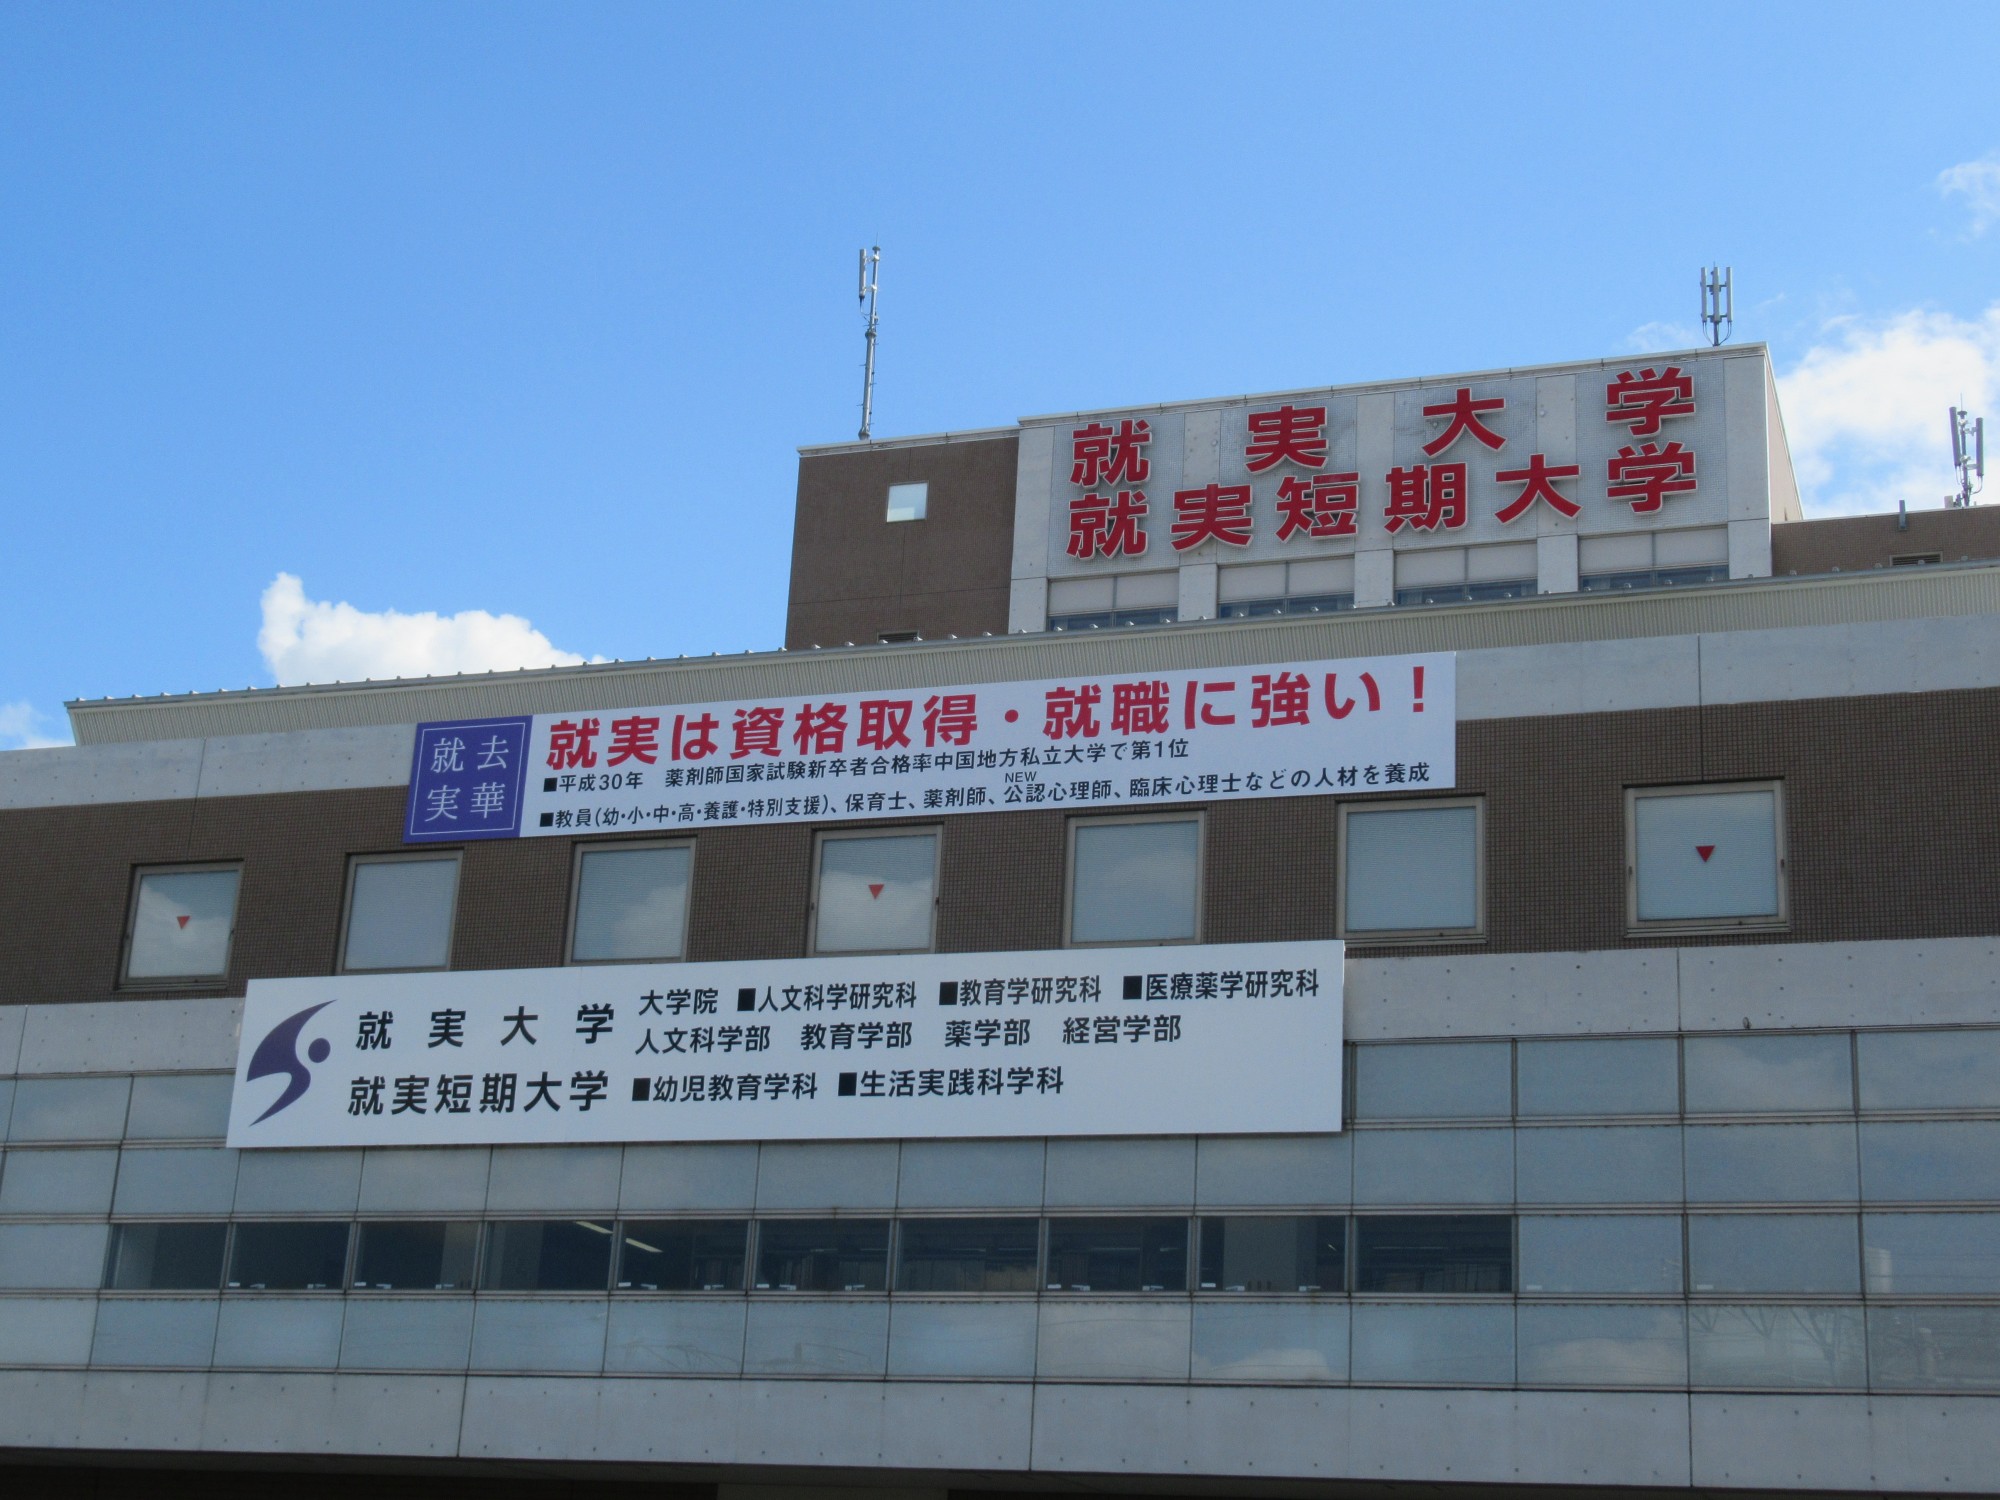 就実大学
就実短期大学
去華
就実
就実は資格取得・就職に強い！
■平成30年 薬剤師国家試験新卒者合格率中国地方私立大学で第1位
NEW
■教員(幼・小・中・高・養護・特別支援)、保育士、薬剤師、公認心理師、臨床心理士などの人材を養成
就実大学 大学院 ■人文科学研究科 ■教育学研究科 ■医療薬学研究科
人文科学部 教育学部 薬学部 経営学部
就実短期大学 ■幼児教育学科 ■生活実践科学科